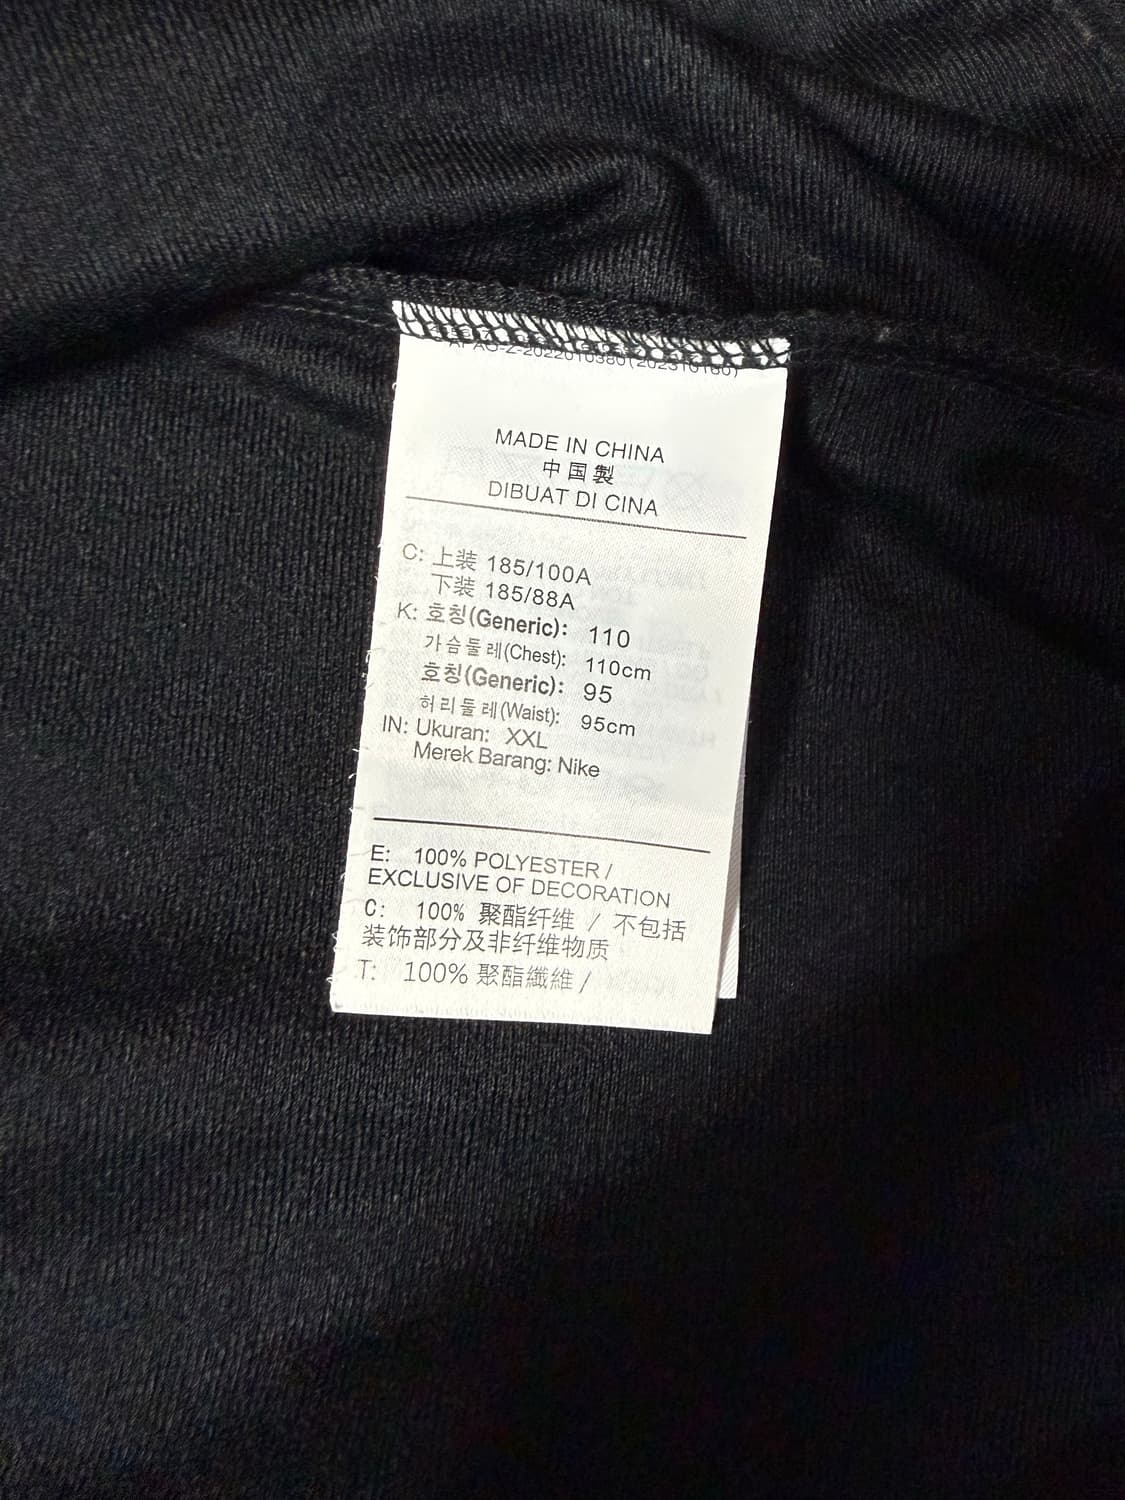 MADE IN CHINA
中国製
DIBUAT DI CINA
C: 上装 185/100A
下装 185/88A
K: 호칭(Generic): 110
가슴둘레(Chest): 110cm
호칭(Generic): 95
허리둘레(Waist): 95cm
IN: Ukuran: XXL
Merek Barang: Nike
E: 100% POLYESTER /
EXCLUSIVE OF DECORATION
C: 100% 聚酯纤维 / 不包括
装饰部分及非纤维物质
T: 100% 聚酯纖維 /